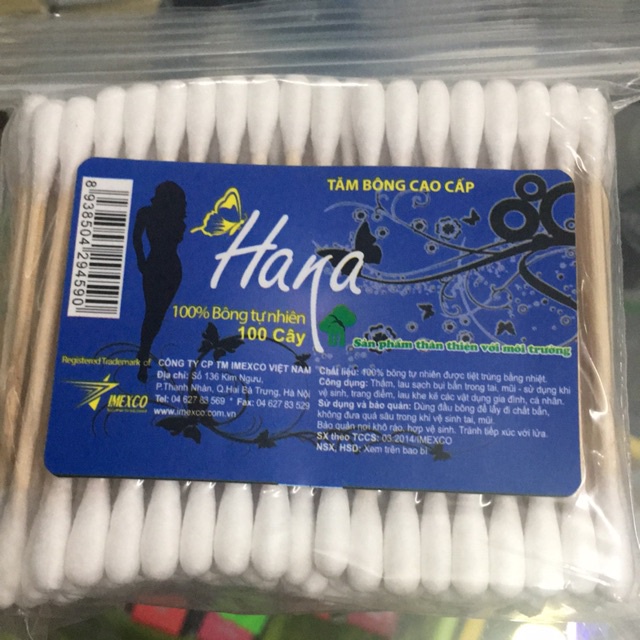 TĂM BÔNG CAO CẤP
Hana
100% Bông tự nhiên
100 Cây
Sản phẩm thân thiện với môi trường
8 938504 294590
Registered Trademark of:
IMEXCO
CÔNG TY CP TM IMEXCO VIỆT NAM
Địa chỉ: Số 136 Kim Ngưu,
P.Thanh Nhàn, Q.Hai Bà Trưng, Hà Nội
Tel: 04 627 83 569 * Fax: 04 627 83 529
www.imexco.com.vn
Chất liệu: 100% bông tự nhiên được tiệt trùng bằng nhiệt.
Công dụng: Thấm, lau sạch bụi bẩn trong tai, mũi - sử dụng khi
vệ sinh, trang điểm, lau khe kẽ các vật dụng gia đình, cá nhân.
Sử dụng và bảo quản: Dùng đầu bông để lấy đi chất bẩn,
không đưa quá sâu trong khi vệ sinh tai, mũi.
Bảo quản nơi khô ráo, hợp vệ sinh. Tránh tiếp xúc với lửa.
SX theo TCCS: 03:2014/IMEXCO
NSX, HSD: Xem trên bao bì